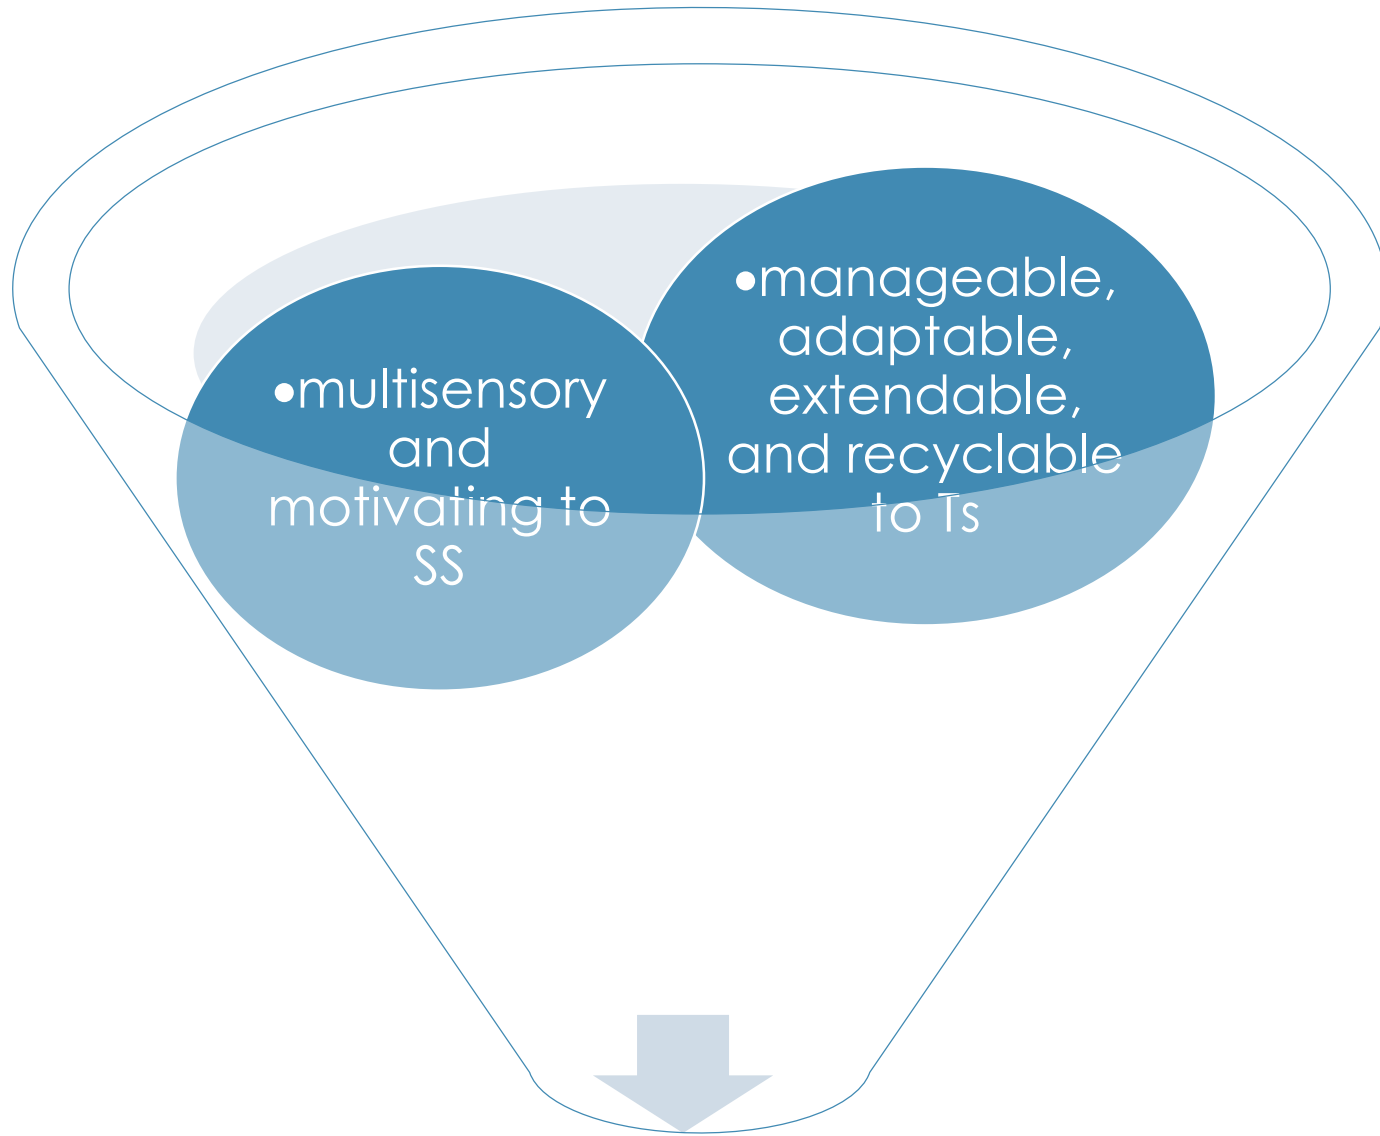 •multisensory
and
motivating to
SS
•manageable,
adaptable,
extendable,
and recyclable
to Ts